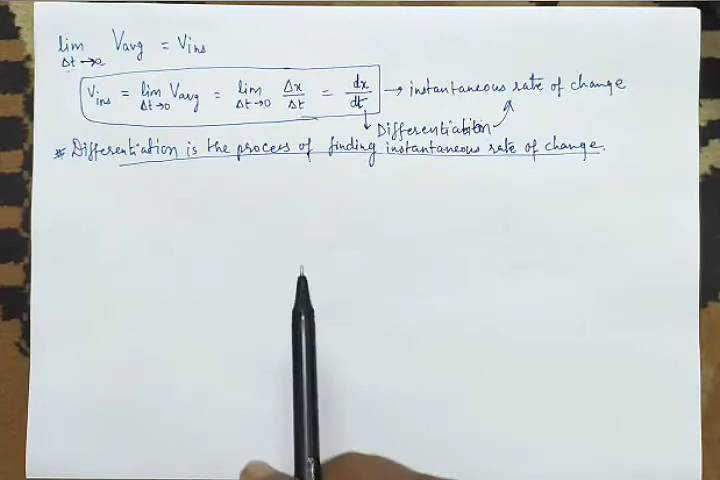 lim Vavg = Vins
Δt→0
Vins = lim Vavg = lim Δx/Δt = dx/dt → instantaneous rate of change
Δt→0 Δt→0
↳ Differentiation
* Differentiation is the process of finding instantaneous rate of change.